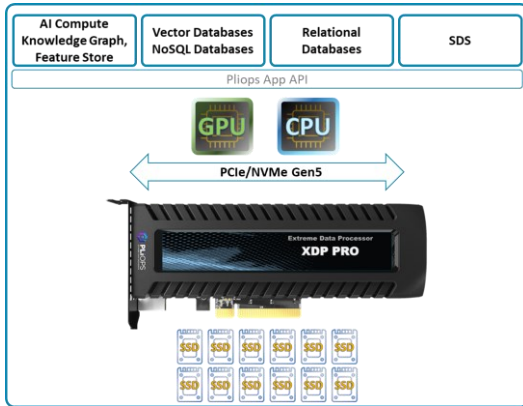 AI Compute
Knowledge Graph,
Feature Store
Vector Databases
NoSQL Databases
Relational
Databases
SDS
Pliops App API
GPU
CPU
PCIe/NVMe Gen5
PLIOPS
Extreme Data Processor
XDP PRO
SSD SSD SSD SSD SSD SSD
SSD SSD SSD SSD SSD SSD